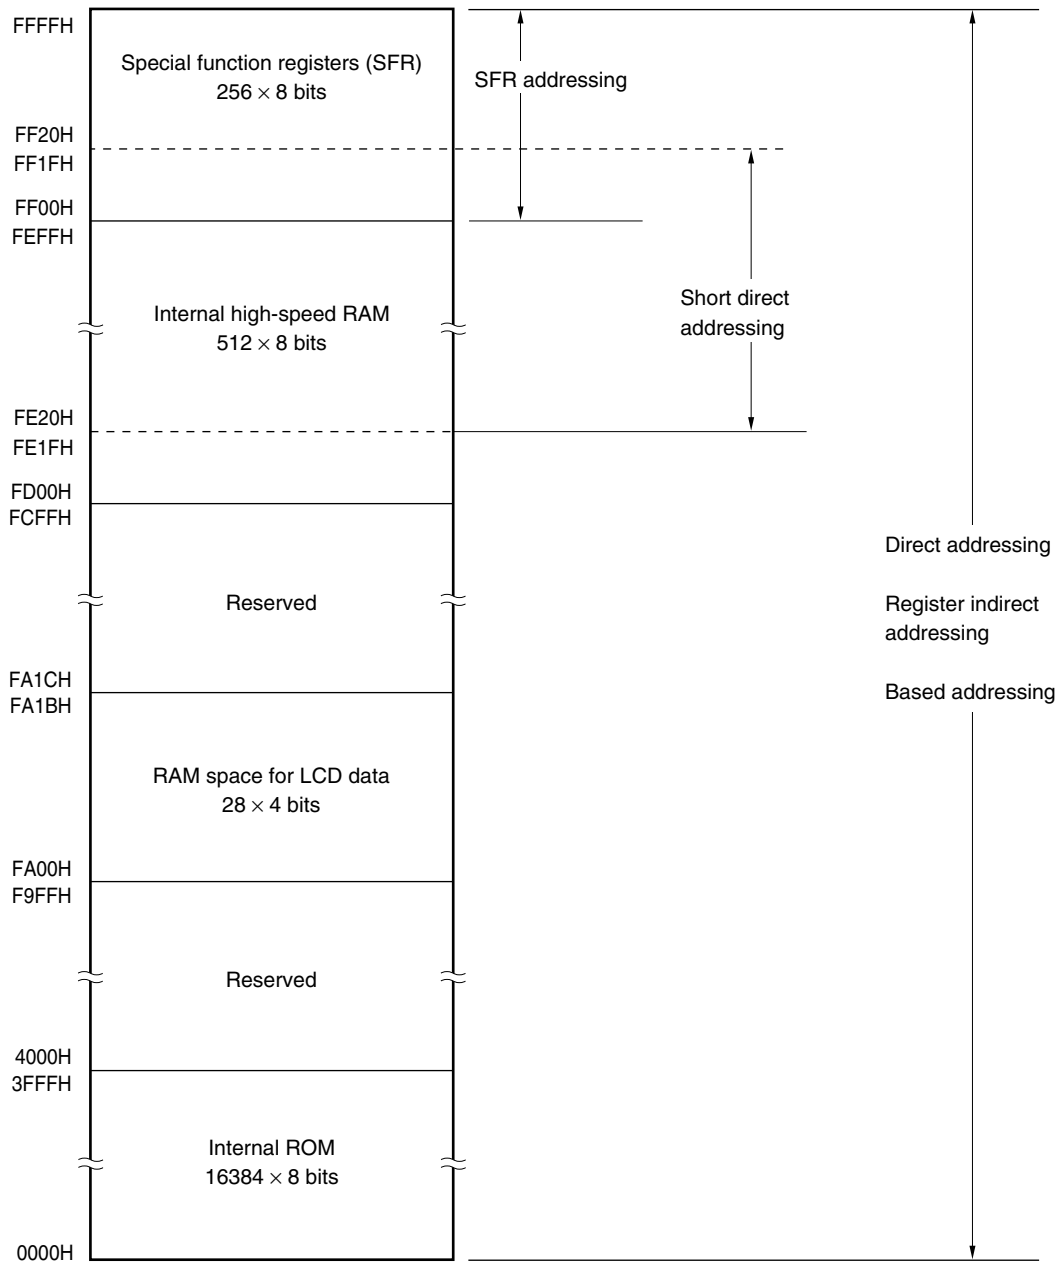 FFFFH
Special function registers (SFR)
256 × 8 bits
SFR addressing
FF20H
FF1FH
FF00H
FEFFH
Internal high-speed RAM
512 × 8 bits
Short direct
addressing
FE20H
FE1FH
FD00H
FCFFH
Direct addressing
Reserved
Register indirect
addressing
FA1CH
FA1BH
Based addressing
RAM space for LCD data
28 × 4 bits
FA00H
F9FFH
Reserved
4000H
3FFFH
Internal ROM
16384 × 8 bits
0000H